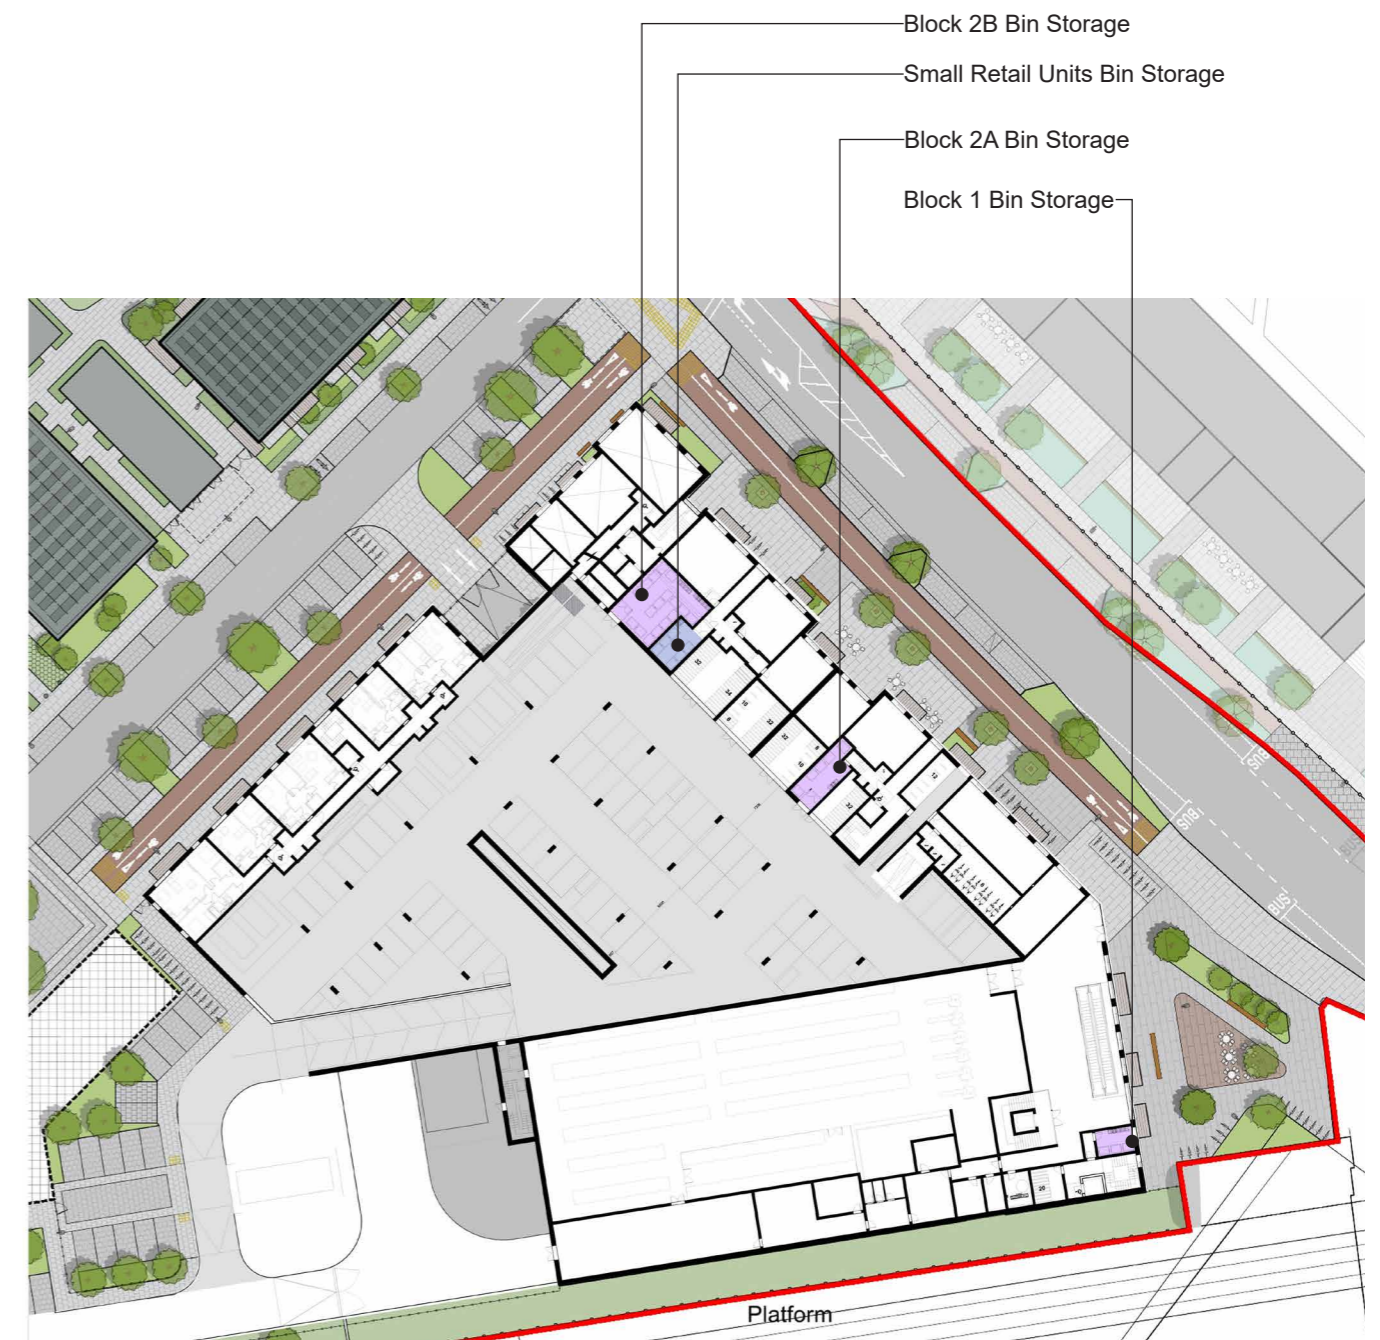 Block 2B Bin Storage
Small Retail Units Bin Storage
Block 2A Bin Storage
Block 1 Bin Storage
BUS
BUS
BUS
BUS
Platform